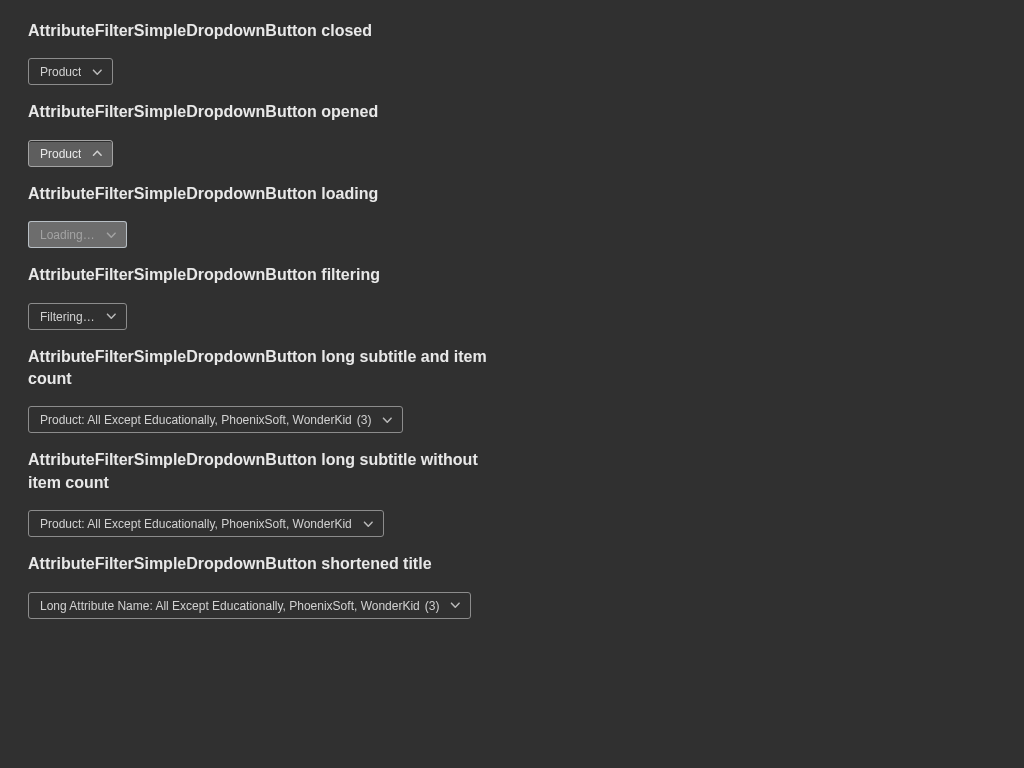 AttributeFilterSimpleDropdownButton closed
Product
AttributeFilterSimpleDropdownButton opened
Product
AttributeFilterSimpleDropdownButton loading
Loading…
AttributeFilterSimpleDropdownButton filtering
Filtering…
AttributeFilterSimpleDropdownButton long subtitle and item
count
Product: All Except Educationally, PhoenixSoft, WonderKid (3)
AttributeFilterSimpleDropdownButton long subtitle without
item count
Product: All Except Educationally, PhoenixSoft, WonderKid
AttributeFilterSimpleDropdownButton shortened title
Long Attribute Name: All Except Educationally, PhoenixSoft, WonderKid (3)